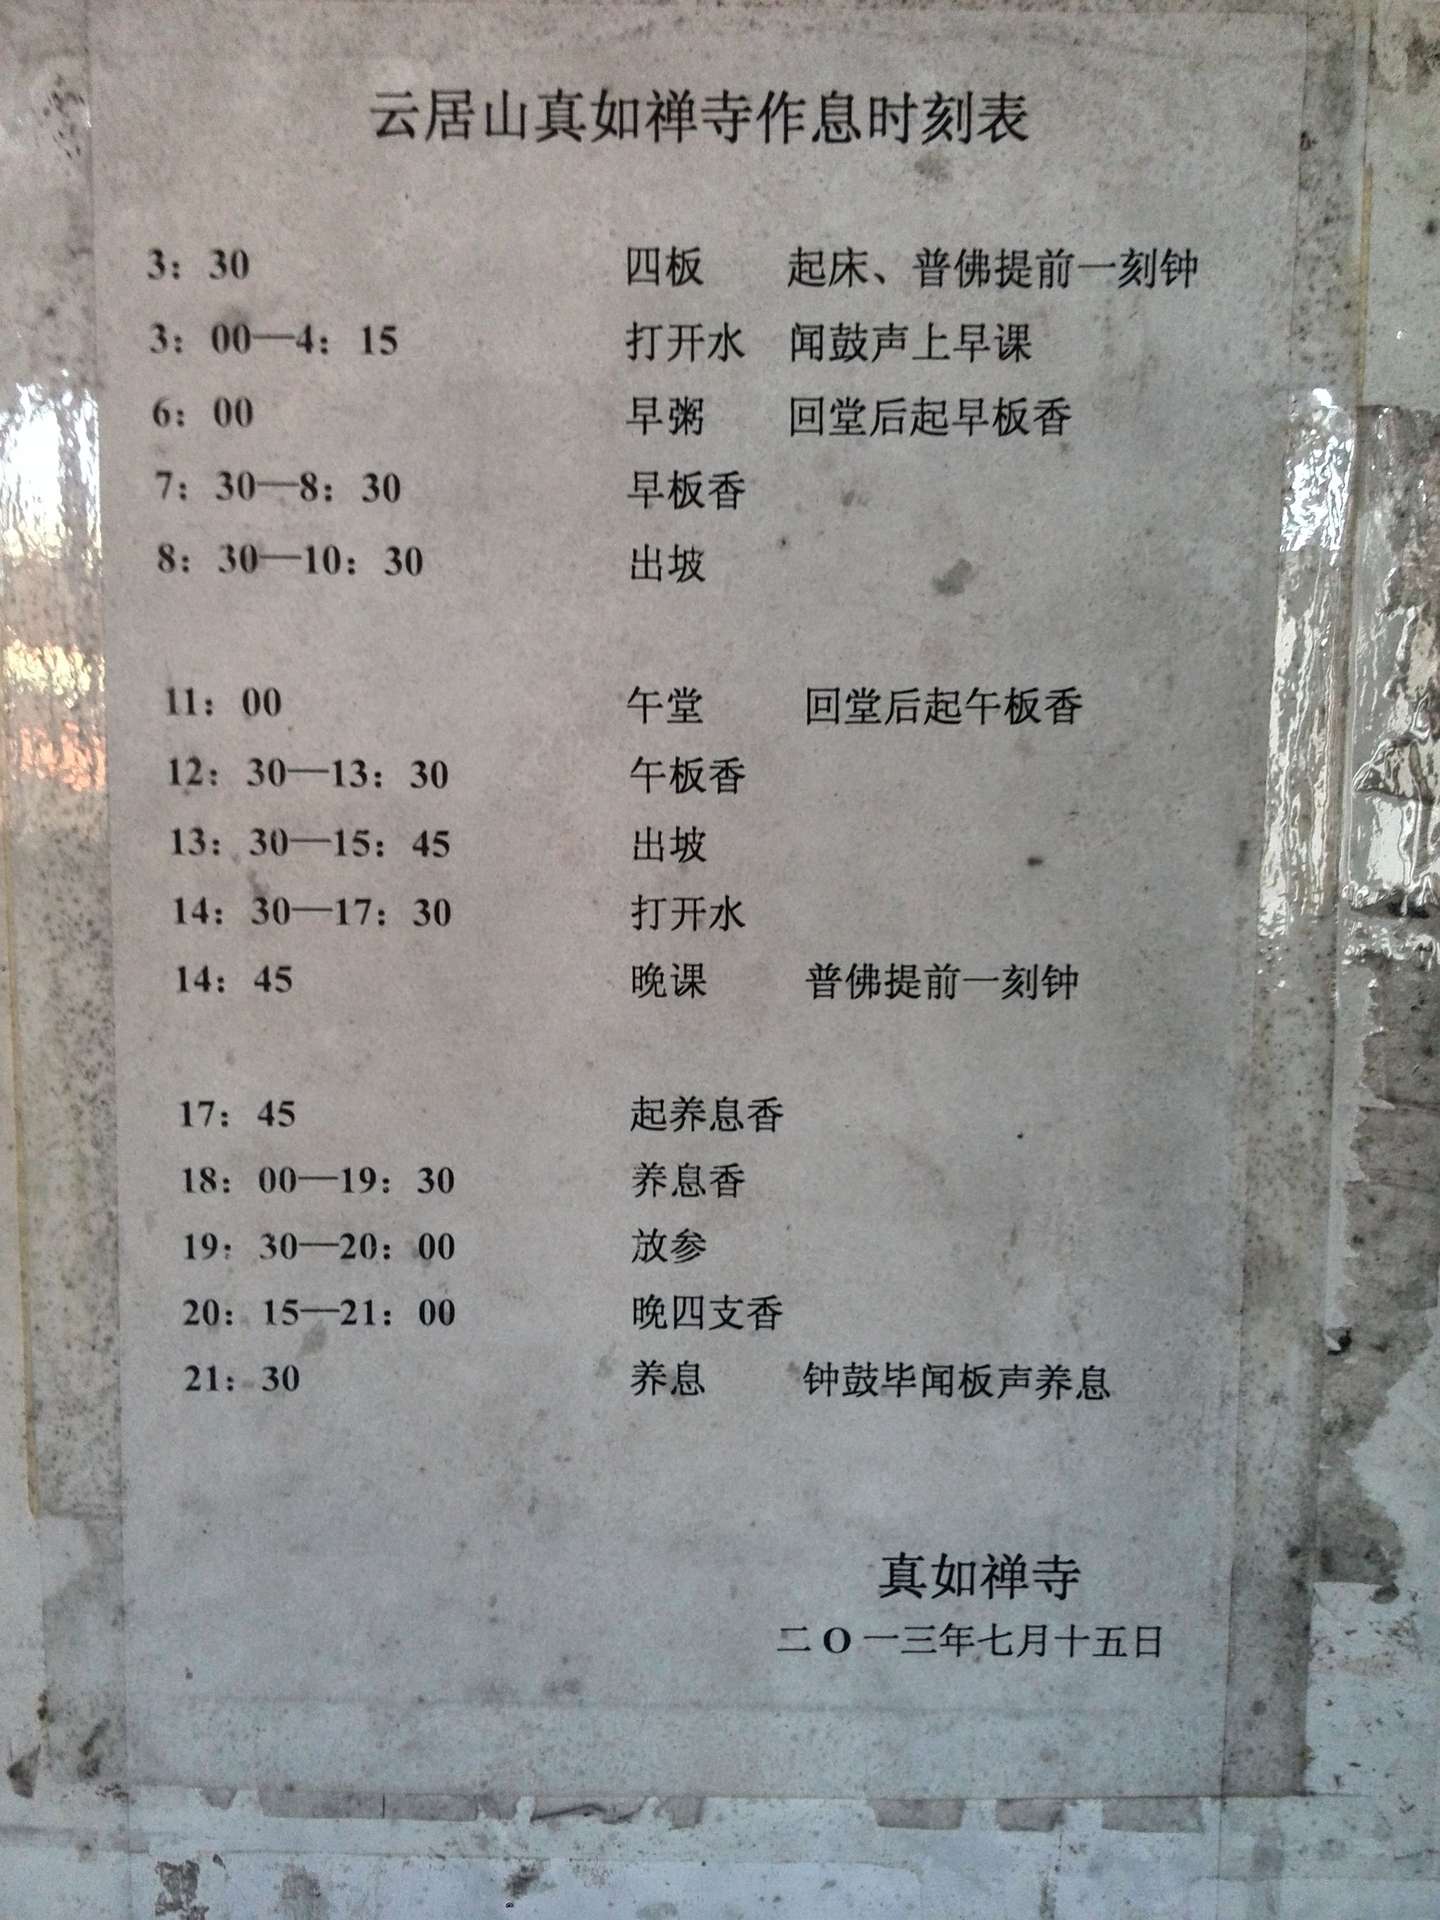 云居山真如禅寺作息时刻表
3：30 四板 起床、普佛提前一刻钟
3：00—4：15 打开水 闻鼓声上早课
6：00 早粥 回堂后起早板香
7：30—8：30 早板香
8：30—10：30 出坡
11：00 午堂 回堂后起午板香
12：30—13：30 午板香
13：30—15：45 出坡
14：30—17：30 打开水
14：45 晚课 普佛提前一刻钟
17：45 起养息香
18：00—19：30 养息香
19：30—20：00 放参
20：15—21：00 晚四支香
21：30 养息 钟鼓毕闻板声养息
真如禅寺
二O一三年七月十五日